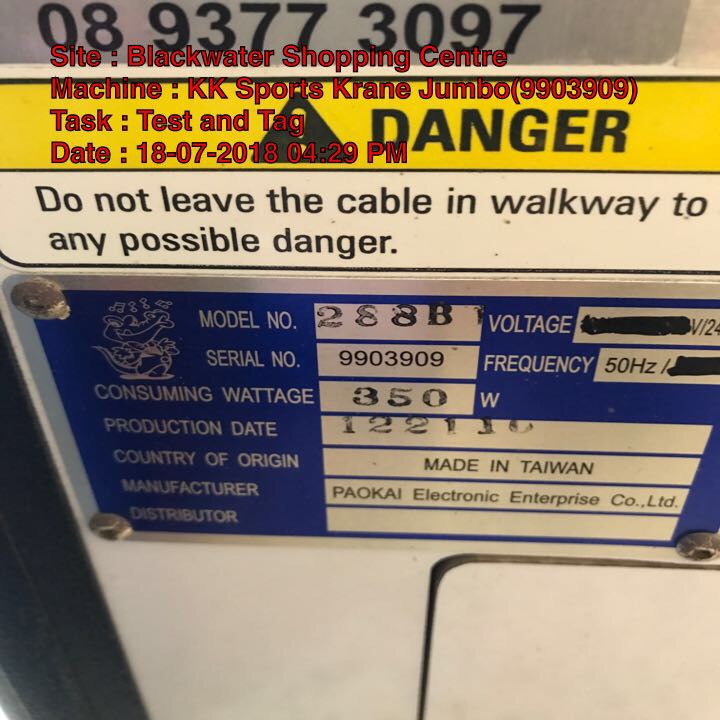 08 9377 3097
Site : Blackwater Shopping Centre
Machine : KK Sports Krane Jumbo(9903909)
Task : Test and Tag
Date : 18-07-2018 04:29 PM
DANGER
Do not leave the cable in walkway to
any possible danger.
MODEL NO. 288B VOLTAGE V/24
SERIAL NO. 9903909 FREQUENCY 50Hz /
CONSUMING WATTAGE 350 W
PRODUCTION DATE
COUNTRY OF ORIGIN MADE IN TAIWAN
MANUFACTURER PAOKAI Electronic Enterprise Co.,Ltd.
DISTRIBUTOR